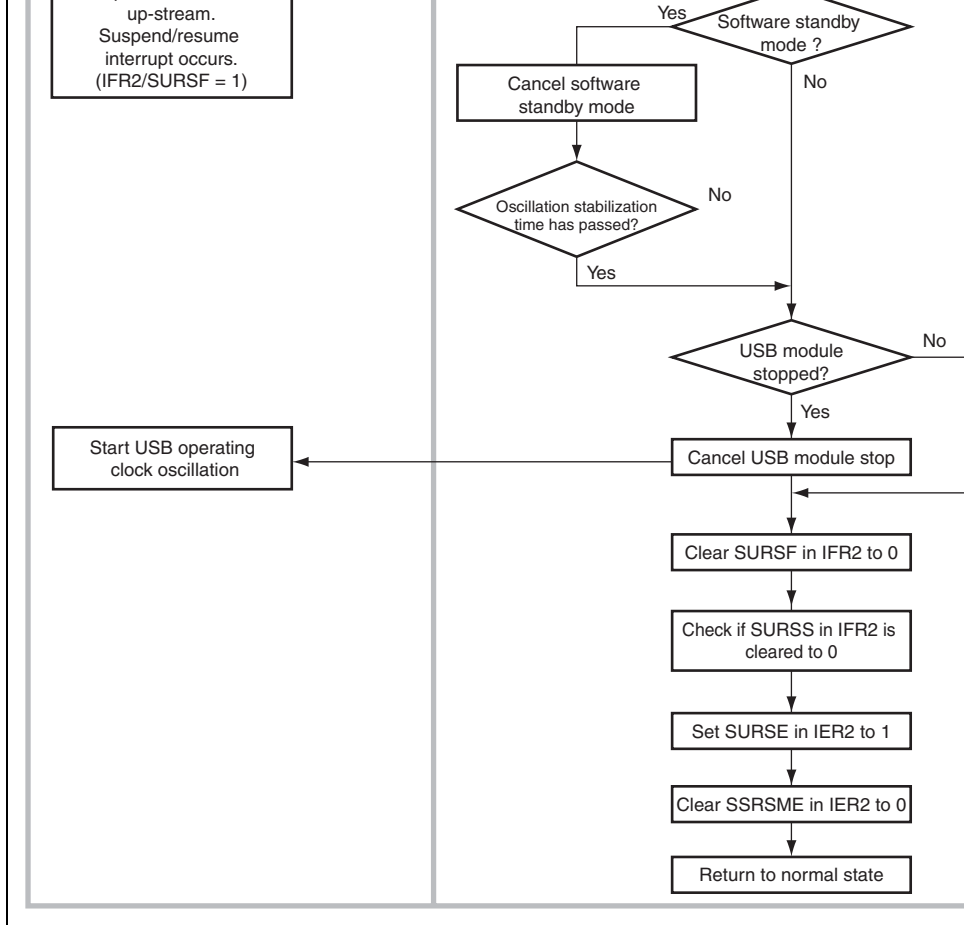 up-stream.
Suspend/resume
interrupt occurs.
(IFR2/SURSF = 1)
Yes
Software standby
mode ?
No
Cancel software
standby mode
Oscillation stabilization
time has passed?
No
Yes
USB module
stopped?
No
Yes
Start USB operating
clock oscillation
Cancel USB module stop
Clear SURSF in IFR2 to 0
Check if SURSS in IFR2 is
cleared to 0
Set SURSE in IER2 to 1
Clear SSRSME in IER2 to 0
Return to normal state